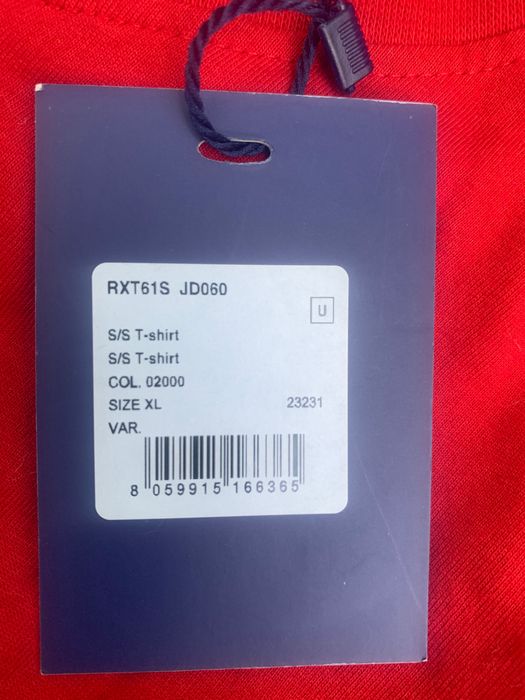 RXT61S JD060
U
S/S T-shirt
S/S T-shirt
COL. 02000
SIZE XL 23231
VAR.
8 059915 166365